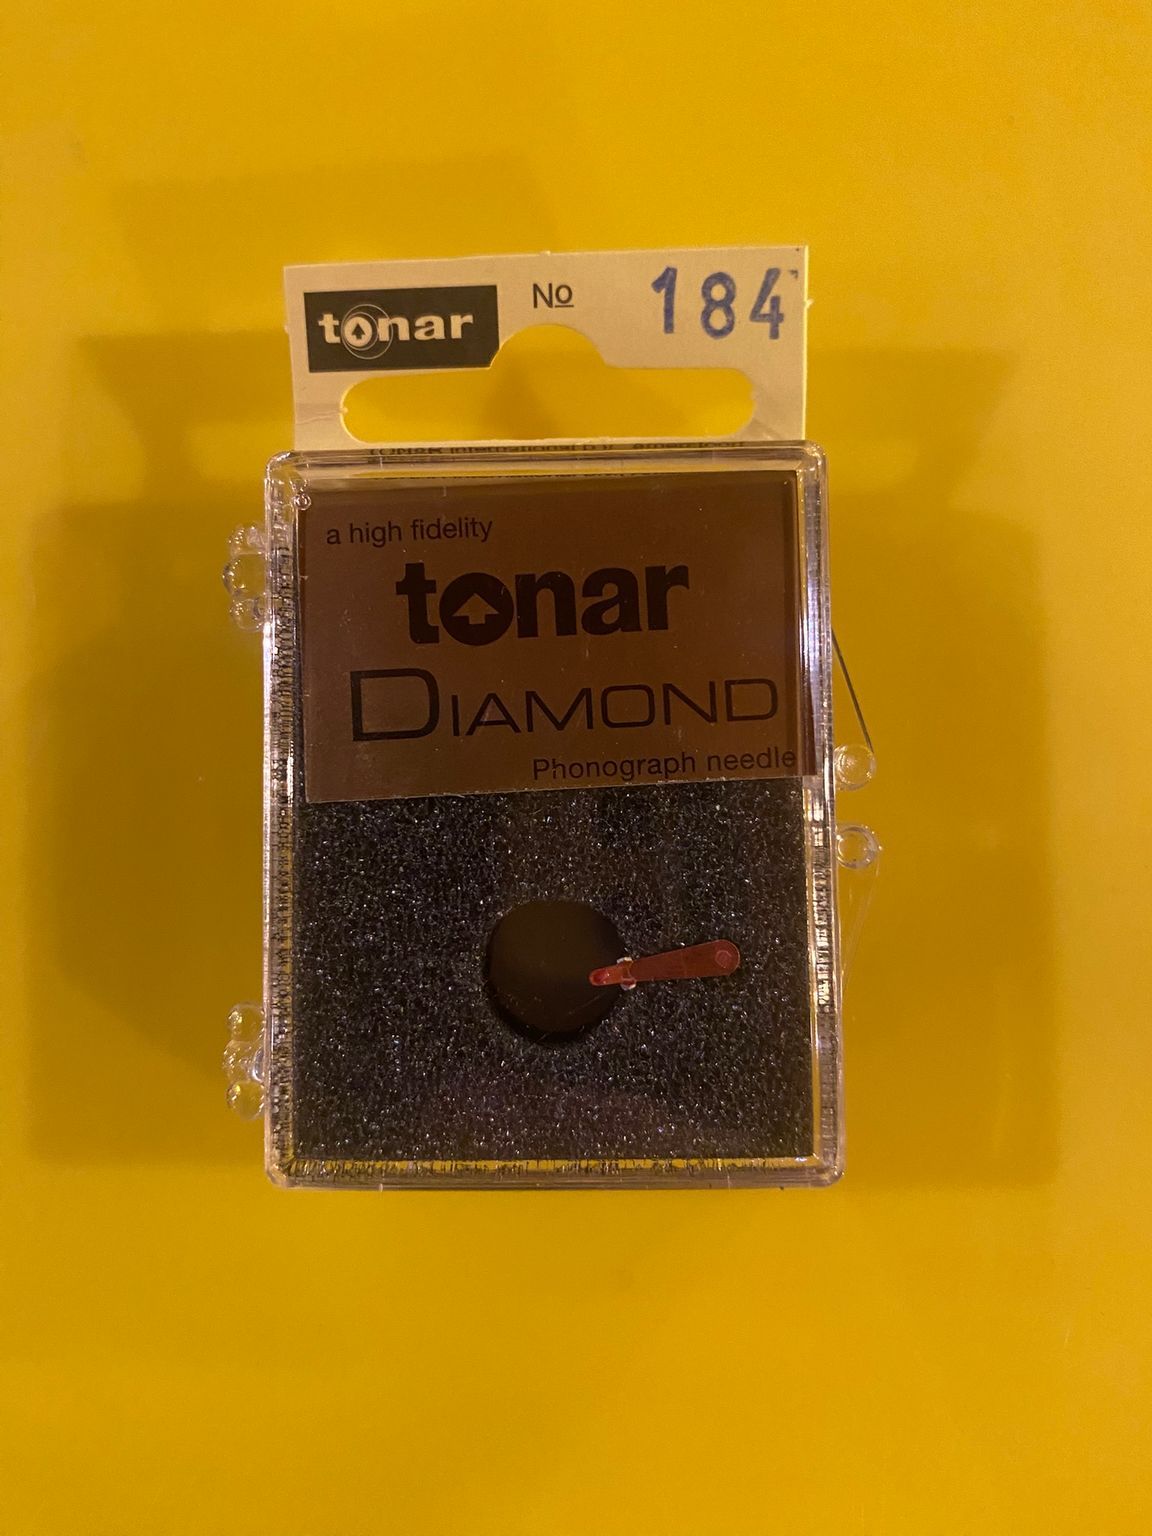 tonar No 184
a high fidelity
tonar
DIAMOND
Phonograph needle